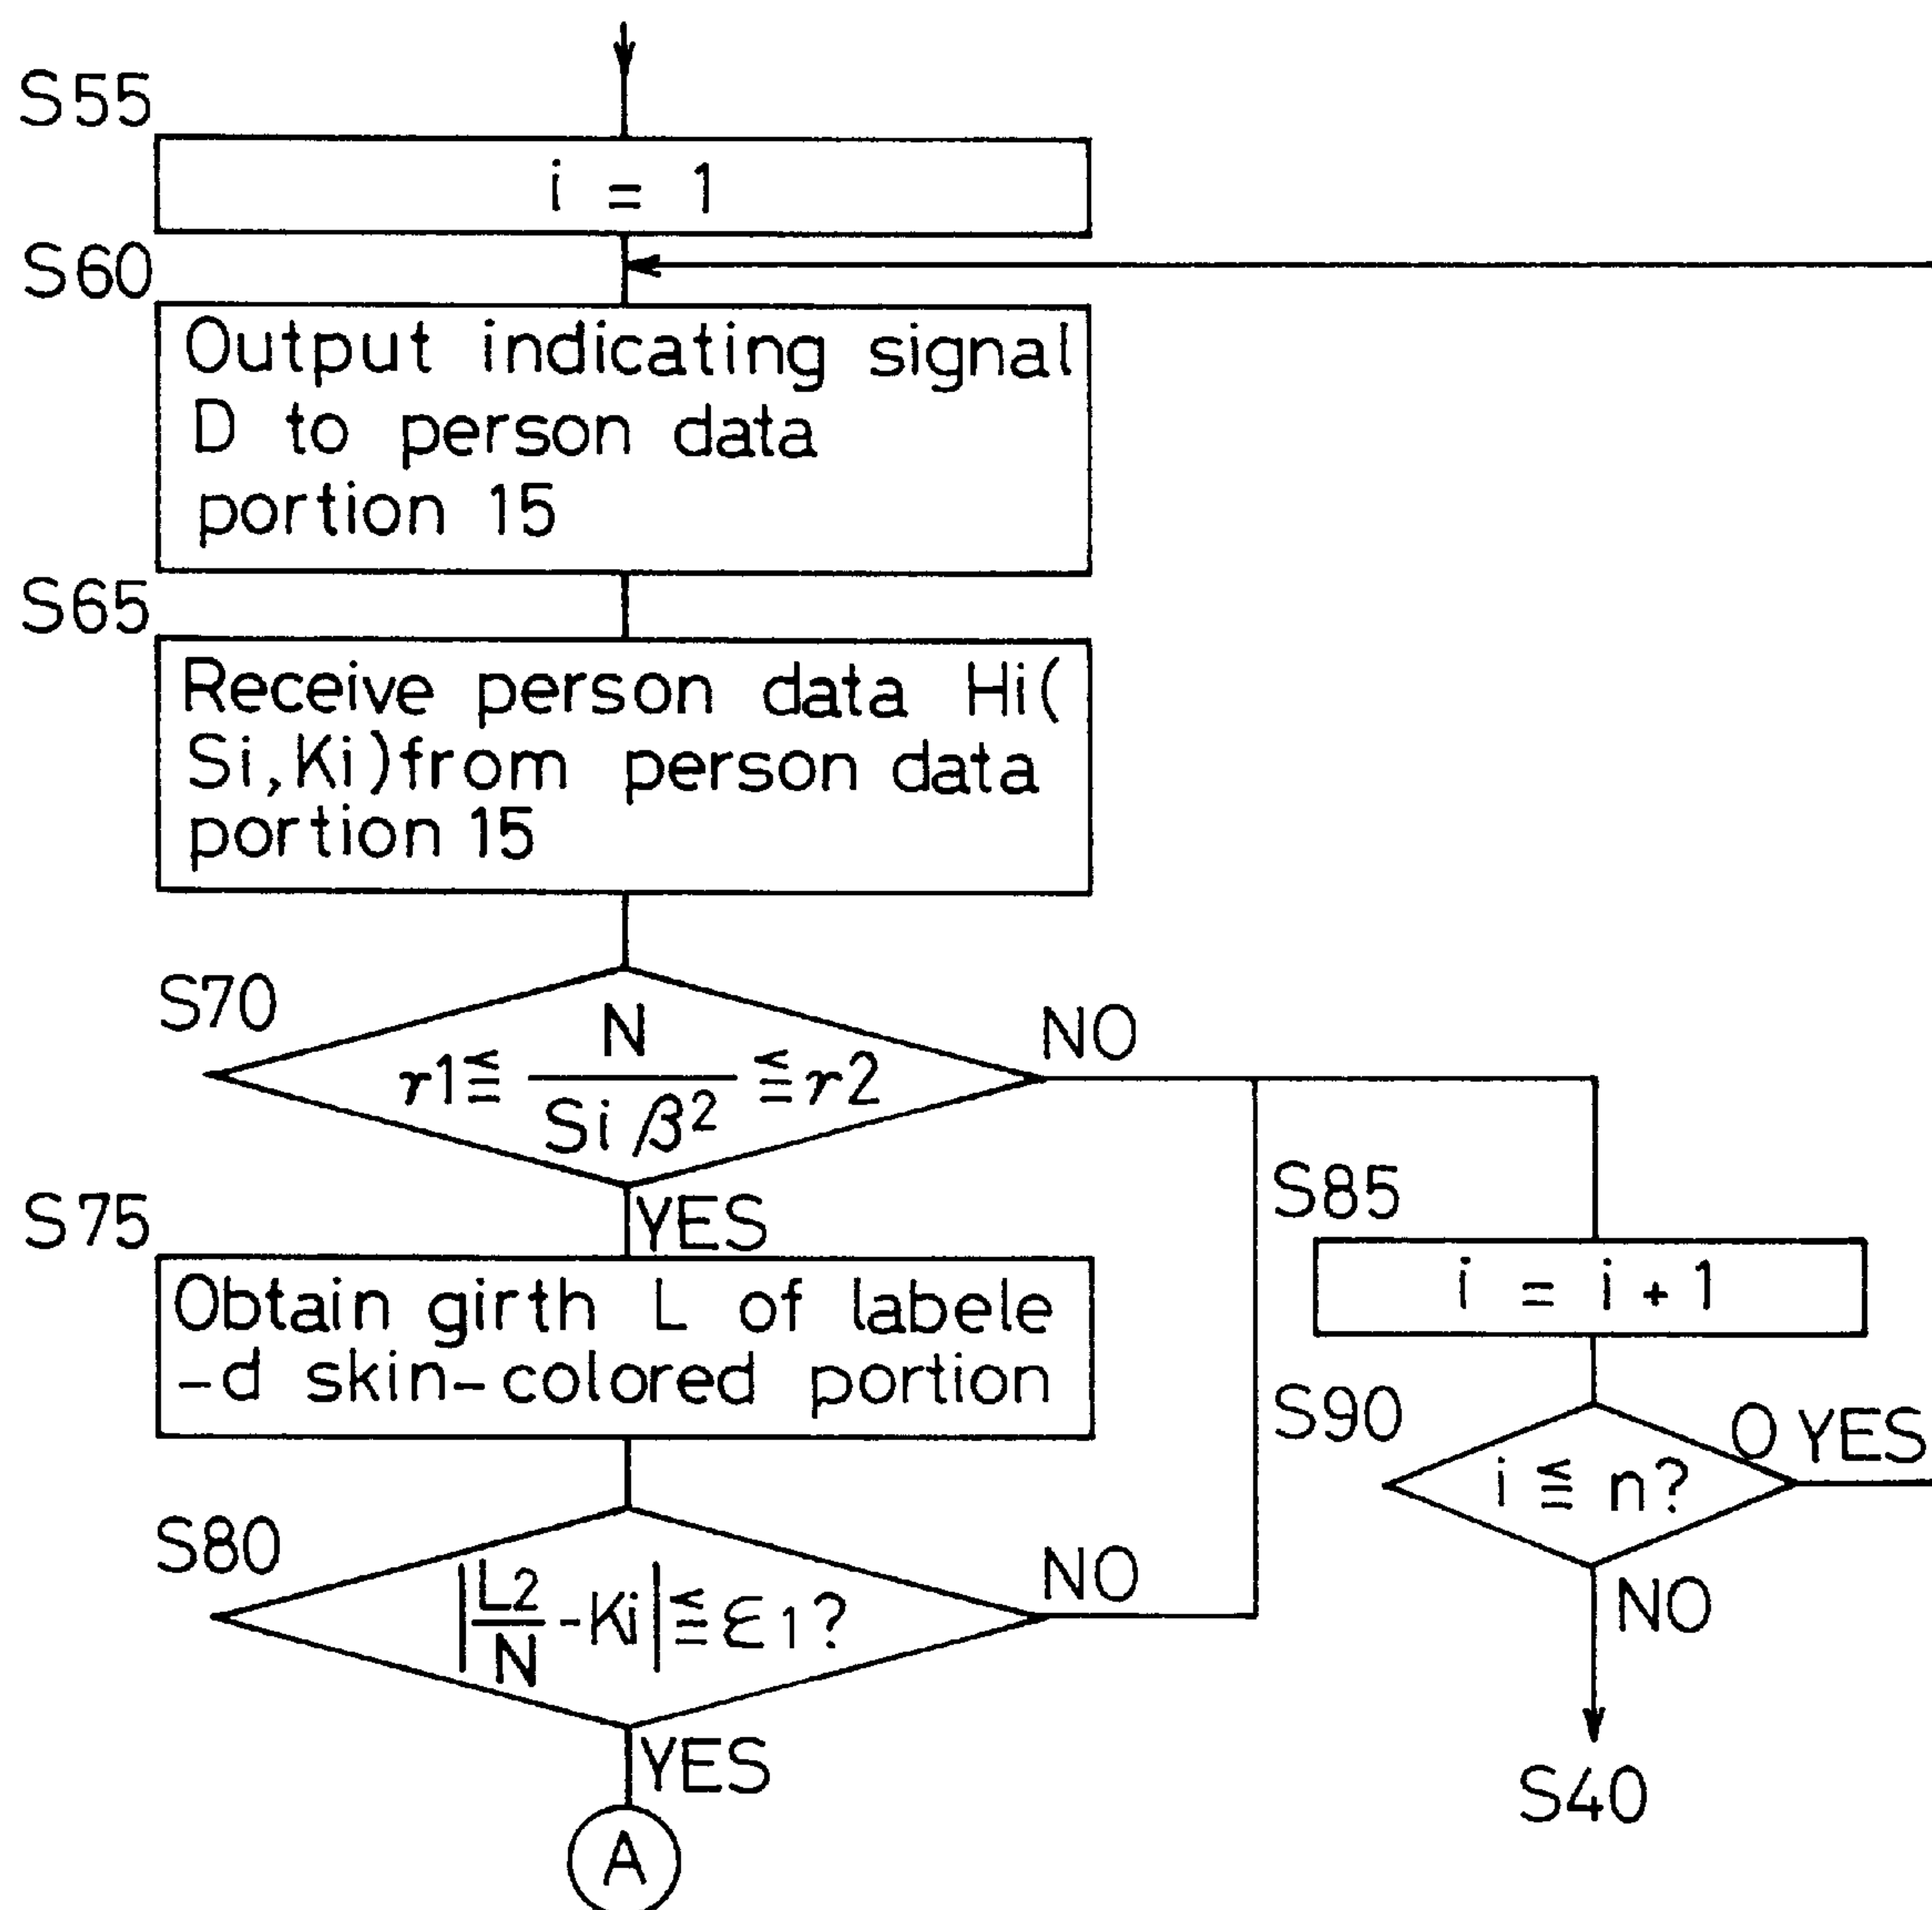 S55
i = 1
S60
Output indicating signal
D to person data
portion 15
S65
Receive person data Hi(
Si,Ki)from person data
portion 15
S70
r1≦ N/Siβ² ≦r2
NO
YES
S75
Obtain girth L of labele
-d skin-colored portion
S80
|L2/N-Ki|≦ε1?
NO
YES
A
S85
i = i + 1
S90
i ≦ n?
O YES
NO
S40